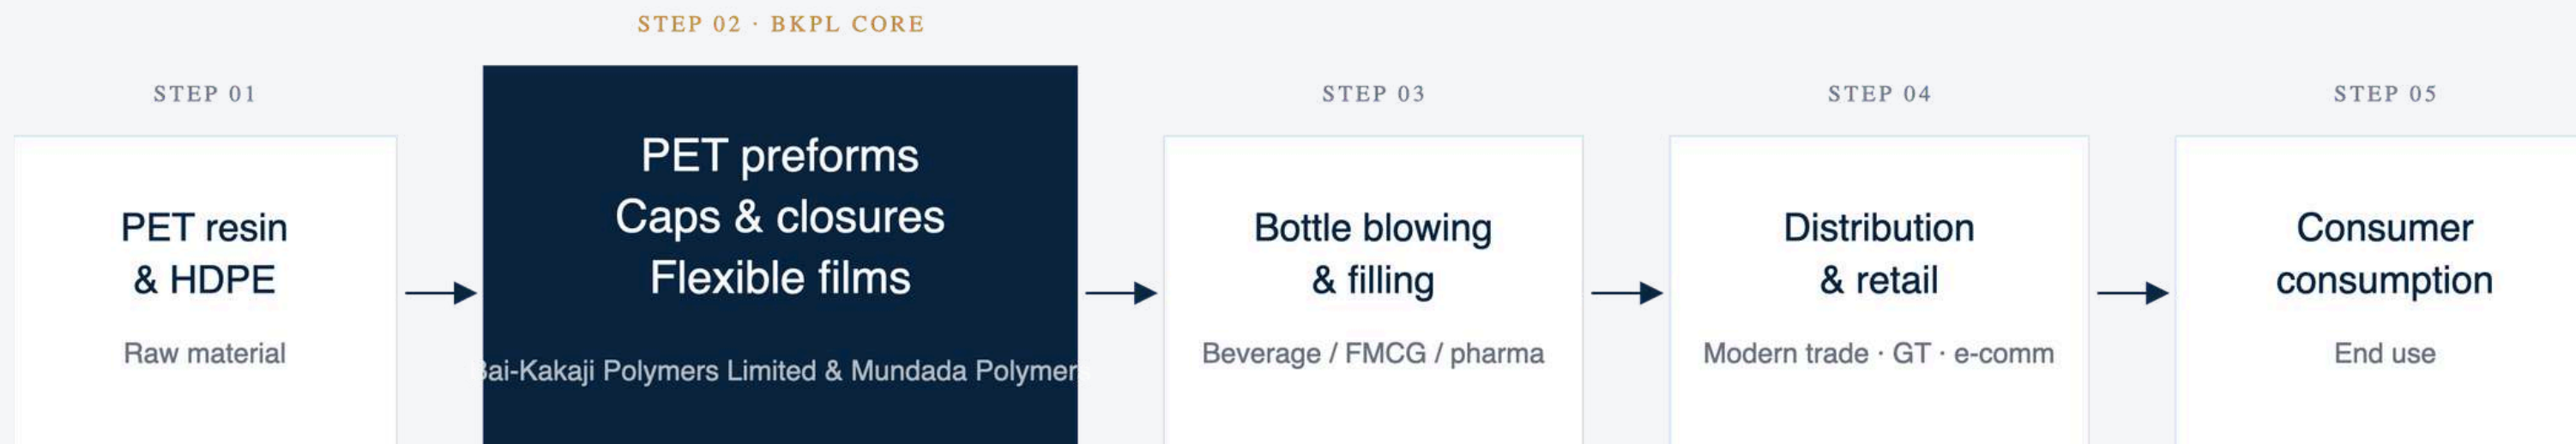 STEP 01
PET resin
& HDPE
Raw material
STEP 02 · BKPL CORE
PET preforms
Caps & closures
Flexible films
Bai-Kakaji Polymers Limited & Mundada Polymers
STEP 03
Bottle blowing
& filling
Beverage / FMCG / pharma
STEP 04
Distribution
& retail
Modern trade · GT · e-comm
STEP 05
Consumer
consumption
End use